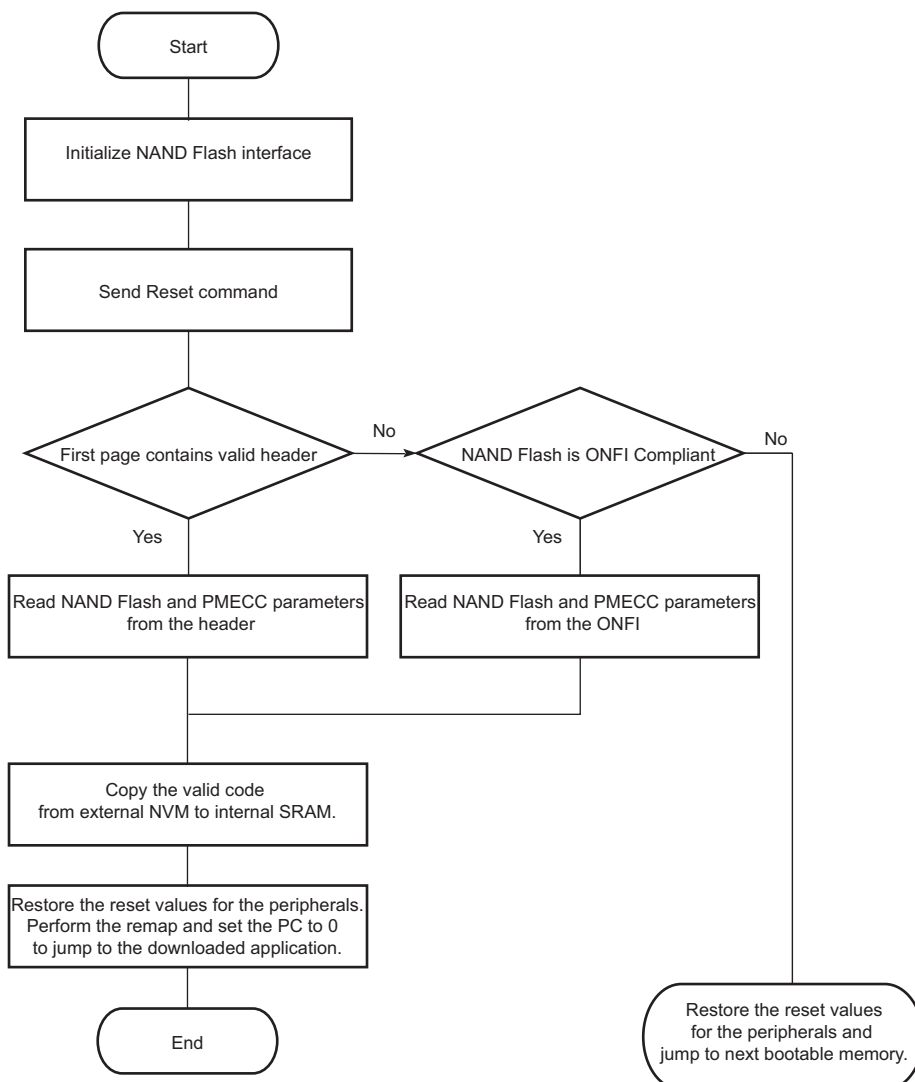 Start
Initialize NAND Flash interface
Send Reset command
First page contains valid header
No
NAND Flash is ONFI Compliant
No
Yes
Yes
Read NAND Flash and PMECC parameters
from the header
Read NAND Flash and PMECC parameters
from the ONFI
Copy the valid code
from external NVM to internal SRAM.
Restore the reset values for the peripherals.
Perform the remap and set the PC to 0
to jump to the downloaded application.
End
Restore the reset values
for the peripherals and
jump to next bootable memory.